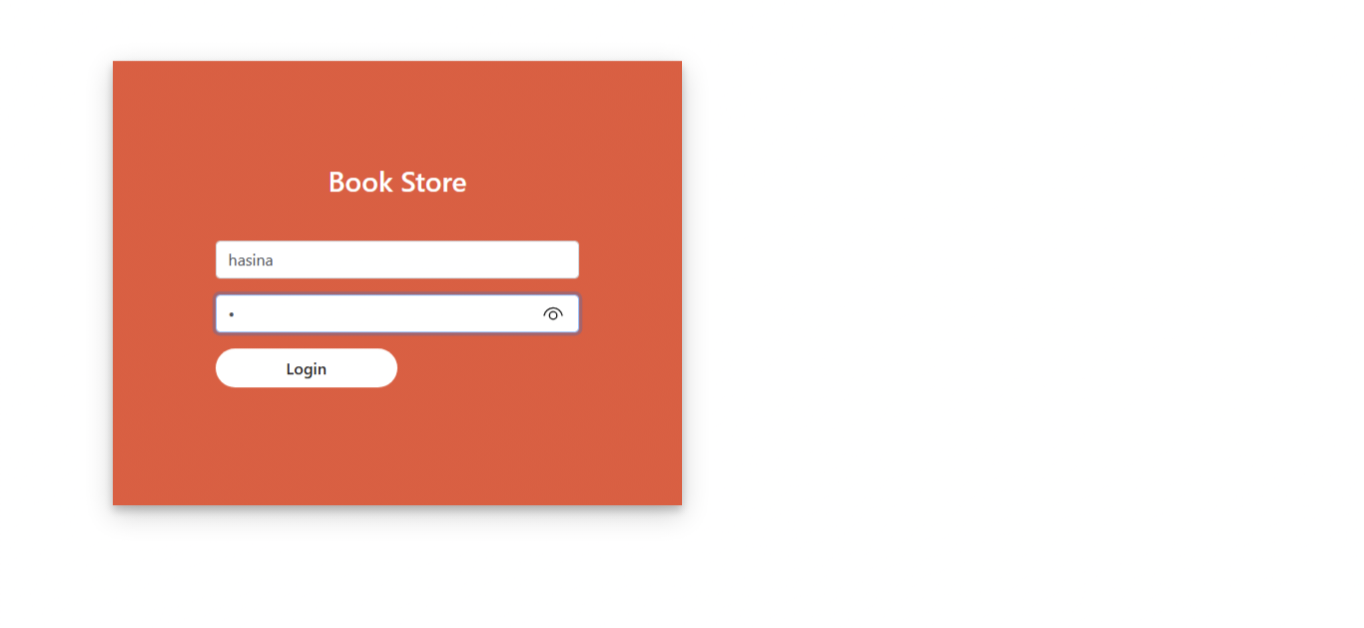 Book Store
hasina
•
Login